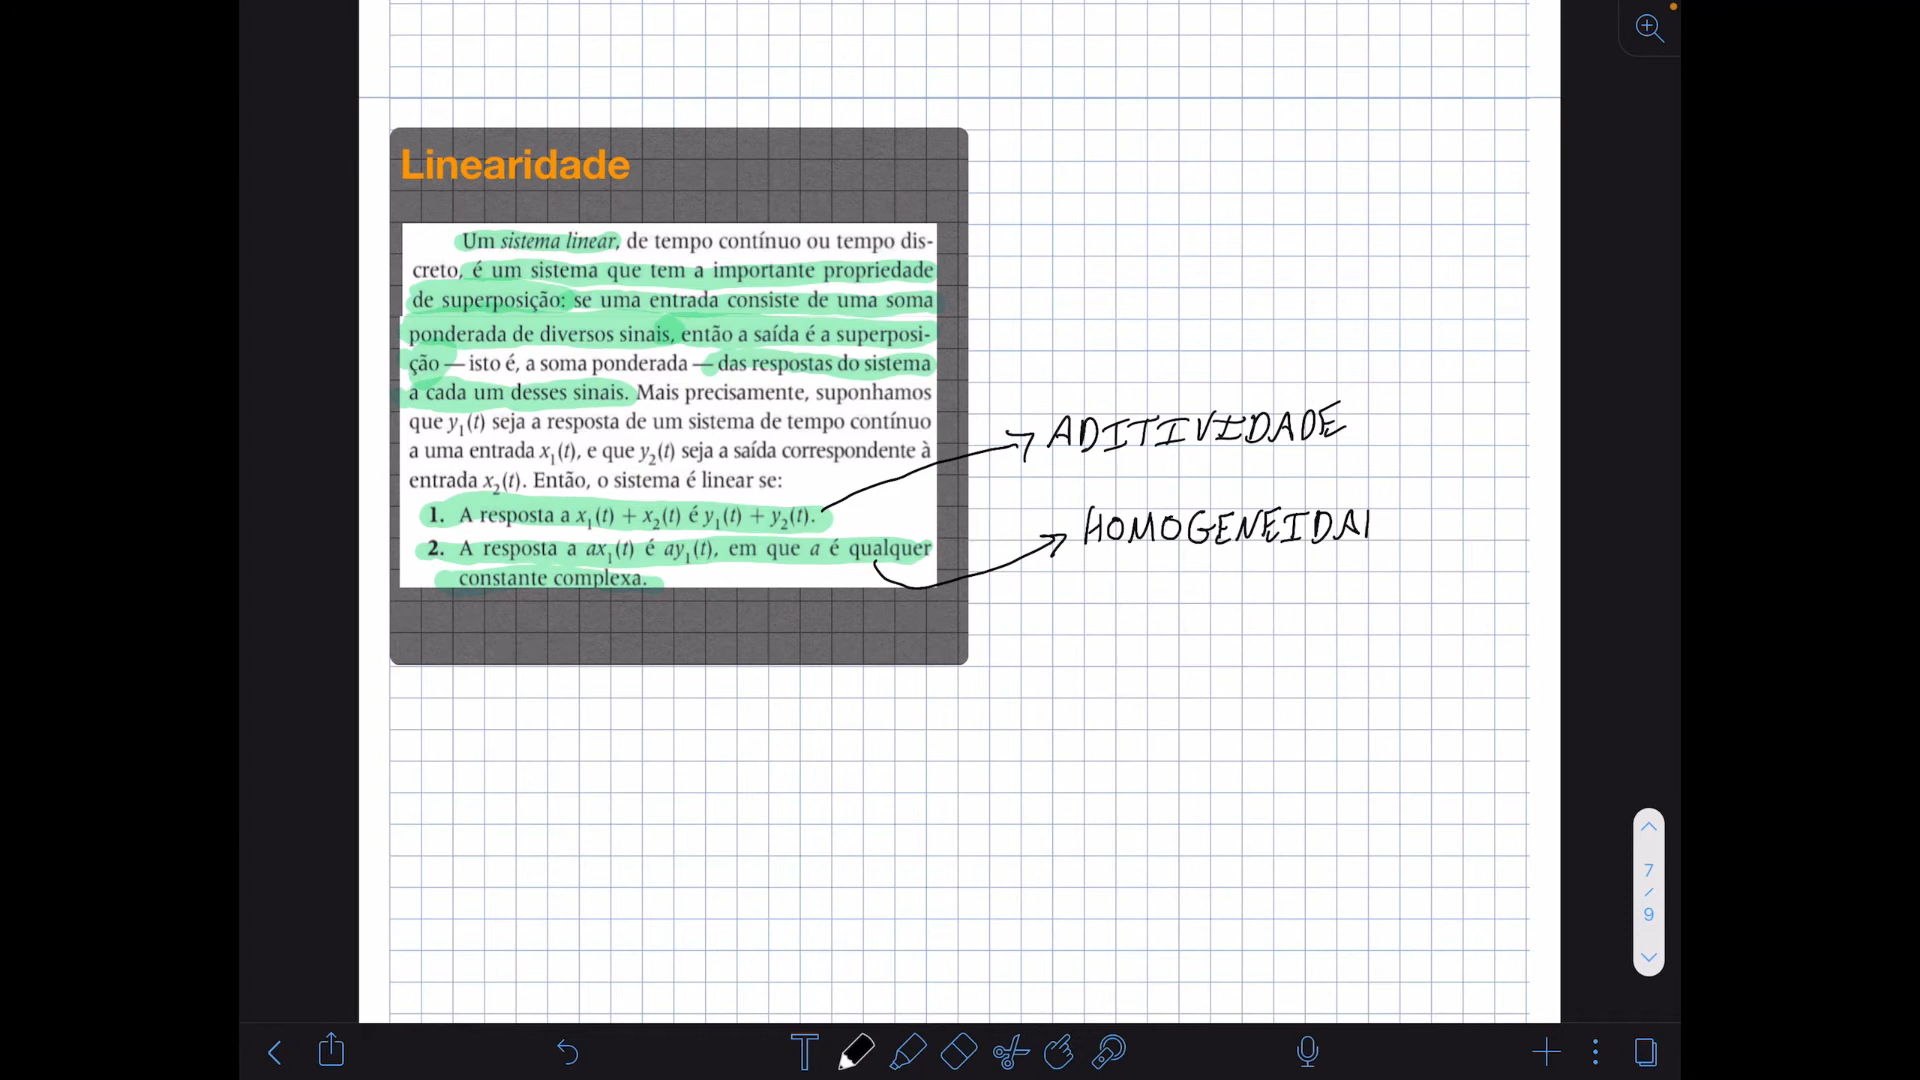 Linearidade
Um sistema linear, de tempo contínuo ou tempo dis-
creto, é um sistema que tem a importante propriedade
de superposição: se uma entrada consiste de uma soma
ponderada de diversos sinais, então a saída é a superposi-
ção — isto é, a soma ponderada — das respostas do sistema
a cada um desses sinais. Mais precisamente, suponhamos
que y₁(t) seja a resposta de um sistema de tempo contínuo
a uma entrada x₁(t), e que y₂(t) seja a saída correspondente à
entrada x₂(t). Então, o sistema é linear se:
1. A resposta a x₁(t) + x₂(t) é y₁(t) + y₂(t).
2. A resposta a ax₁(t) é ay₁(t), em que a é qualquer
constante complexa.
ADITIVIDADE
HOMOGENEIDA
7
/
9
T